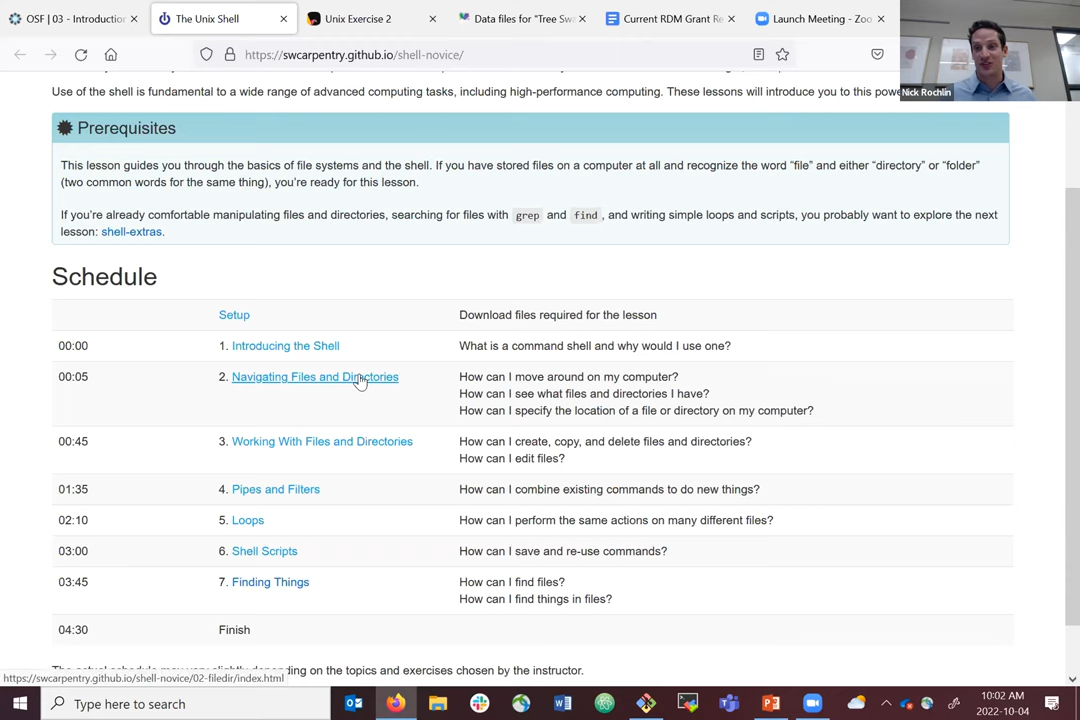 OSF | 03 - Introduction
The Unix Shell
Unix Exercise 2
Data files for "Tree Swa
Current RDM Grant Re
Launch Meeting - Zoo
https://swcarpentry.github.io/shell-novice/
Nick Rochlin
Use of the shell is fundamental to a wide range of advanced computing tasks, including high-performance computing. These lessons will introduce you to this pow
Prerequisites
This lesson guides you through the basics of file systems and the shell. If you have stored files on a computer at all and recognize the word “file” and either “directory” or “folder”
(two common words for the same thing), you’re ready for this lesson.
If you’re already comfortable manipulating files and directories, searching for files with grep and find, and writing simple loops and scripts, you probably want to explore the next
lesson: shell-extras.
Schedule
Setup Download files required for the lesson
00:00 1. Introducing the Shell What is a command shell and why would I use one?
00:05 2. Navigating Files and Directories How can I move around on my computer?
How can I see what files and directories I have?
How can I specify the location of a file or directory on my computer?
00:45 3. Working With Files and Directories How can I create, copy, and delete files and directories?
How can I edit files?
01:35 4. Pipes and Filters How can I combine existing commands to do new things?
02:10 5. Loops How can I perform the same actions on many different files?
03:00 6. Shell Scripts How can I save and re-use commands?
03:45 7. Finding Things How can I find files?
How can I find things in files?
04:30 Finish
The actual schedule may vary slightly depending on the topics and exercises chosen by the instructor.
https://swcarpentry.github.io/shell-novice/02-filedir/index.html
Type here to search
10:02 AM
2022-10-04